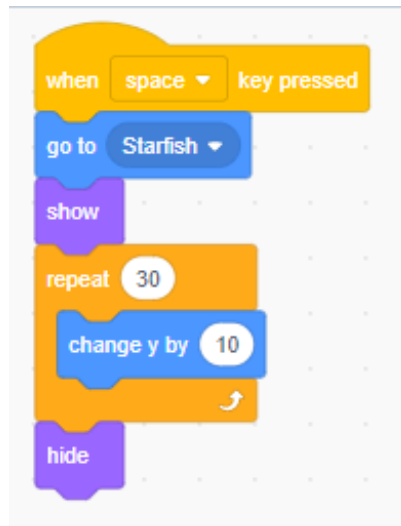 when space key pressed
go to Starfish
show
repeat 30
change y by 10
hide